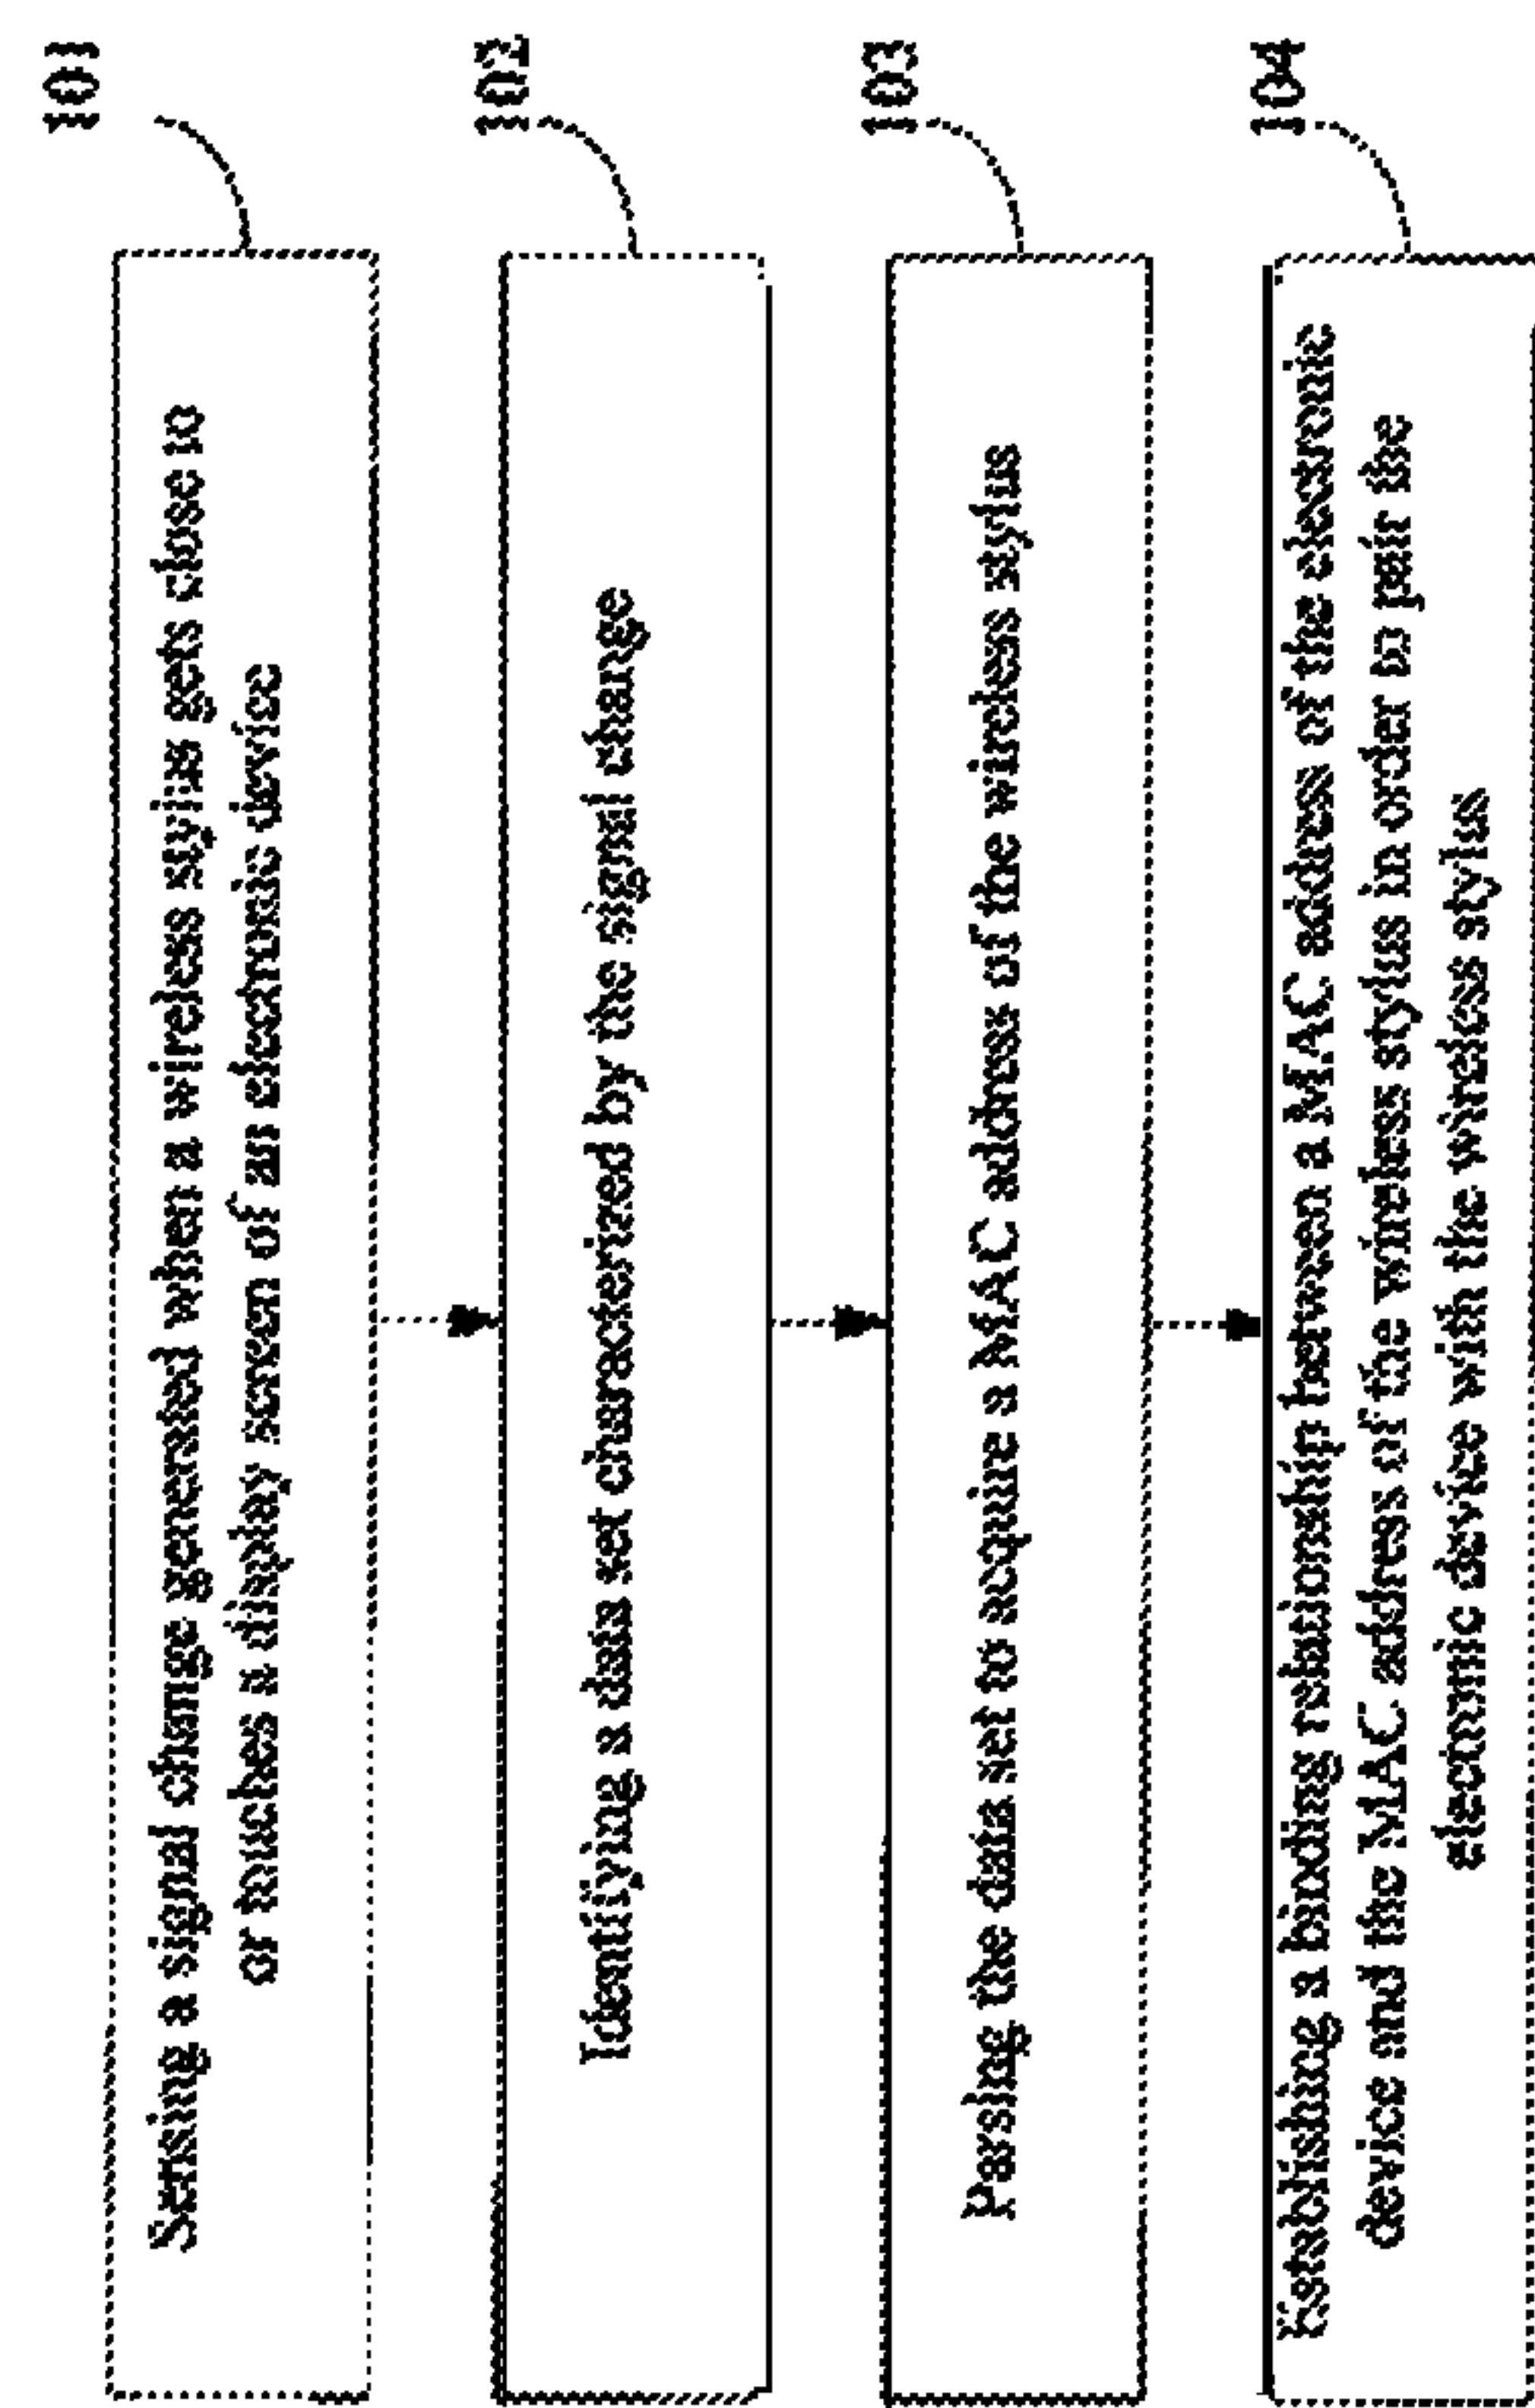 101
Sensing a signal change generated when a wireless stylus gets close to
or touches a display screen of an electronic device
102
Identifying a data set characterized by the signal change
103
Parsing the data set to acquire a MAC address of the wireless stylus
104
Establishing a binding relationship between a MAC address of the electronic
device and the MAC address of the wireless stylus in order to pair the
electronic device with the wireless stylus